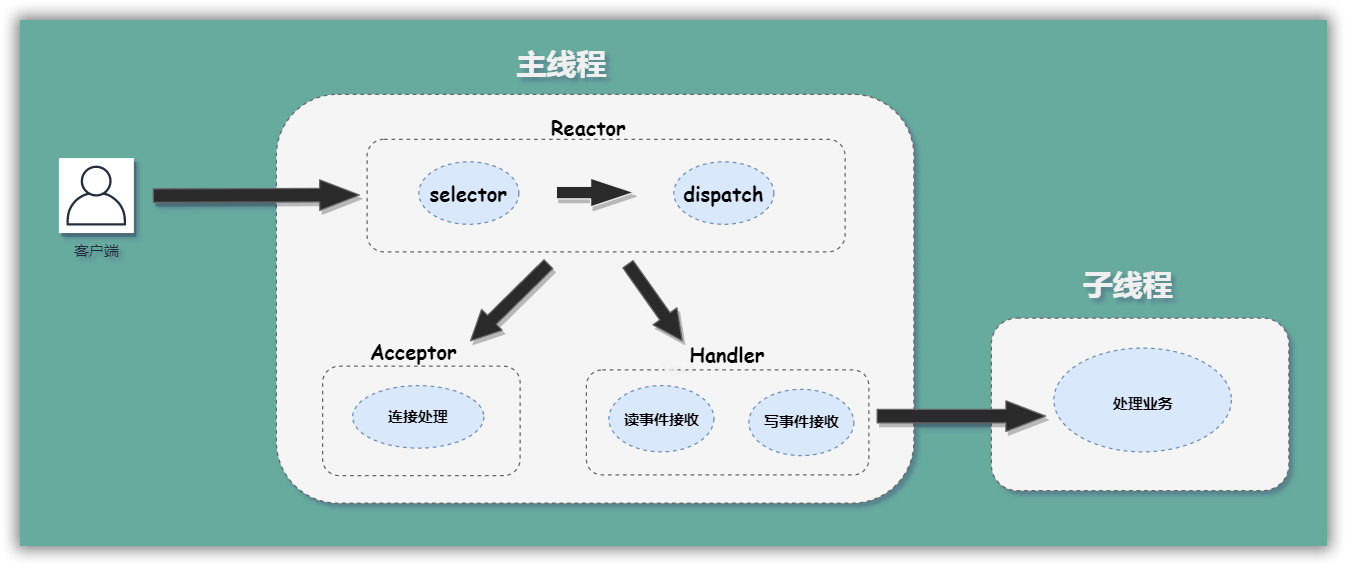 主线程
Reactor
selector
dispatch
客户端
子线程
Acceptor
Handler
连接处理
读事件接收
写事件接收
处理业务